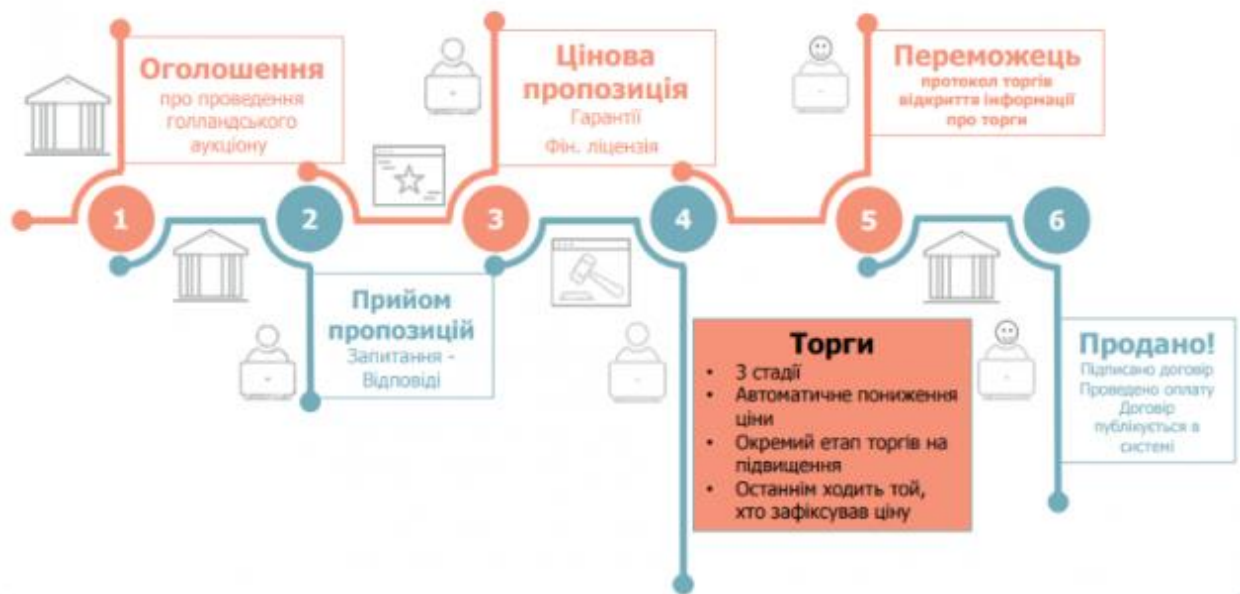 1
Оголошення
про проведення
голландського
аукціону
2
Прийом
пропозицій
Запитання -
Відповіді
3
Цінова
пропозиція
Гарантії
Фін. ліцензія
4
Торги
• 3 стадії
• Автоматичне пониження
ціни
• Окремий етап торгів на
підвищення
• Останнім ходить той,
хто зафіксував ціну
5
Переможець
протокол торгів
відкриття інформації
про торги
6
Продано!
Підписано договір
Проведено оплату
Договір
публікується в
системі